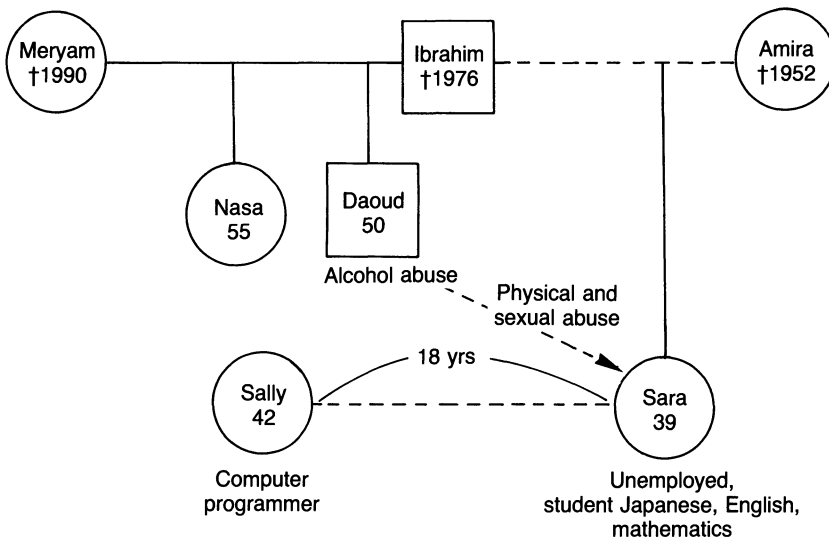 Meryam
†1990
Ibrahim
†1976
Amira
†1952
Nasa
55
Daoud
50
Alcohol abuse
Physical and
sexual abuse
18 yrs
Sally
42
Sara
39
Computer
programmer
Unemployed,
student Japanese, English,
mathematics